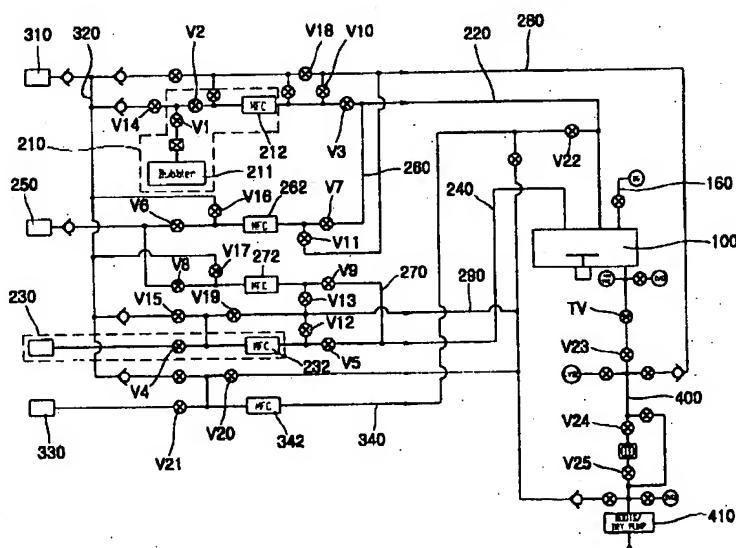 310
320
V2
V18
V10
280
220
V14
V1
MFC
V3
V22
210
212
Bubbler
211
260
160
V16
262
V7
240
250
V6
MFC
100
V11
V17
272
V9
270
V8
MFC
290
V15
V19
V13
TV
230
V12
V23
MFC
V4
232
V5
400
V24
MFC
330
V21
V20
342
340
V25
410
DRY PUMP